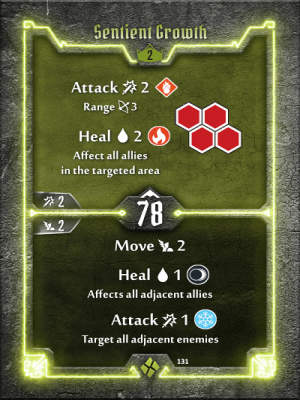 Sentient Growth
2
Attack 2
Range 3
Heal 2
Affect all allies
in the targeted area
2
78
2
Move 2
Heal 1
Affects all adjacent allies
Attack 1
Target all adjacent enemies
131